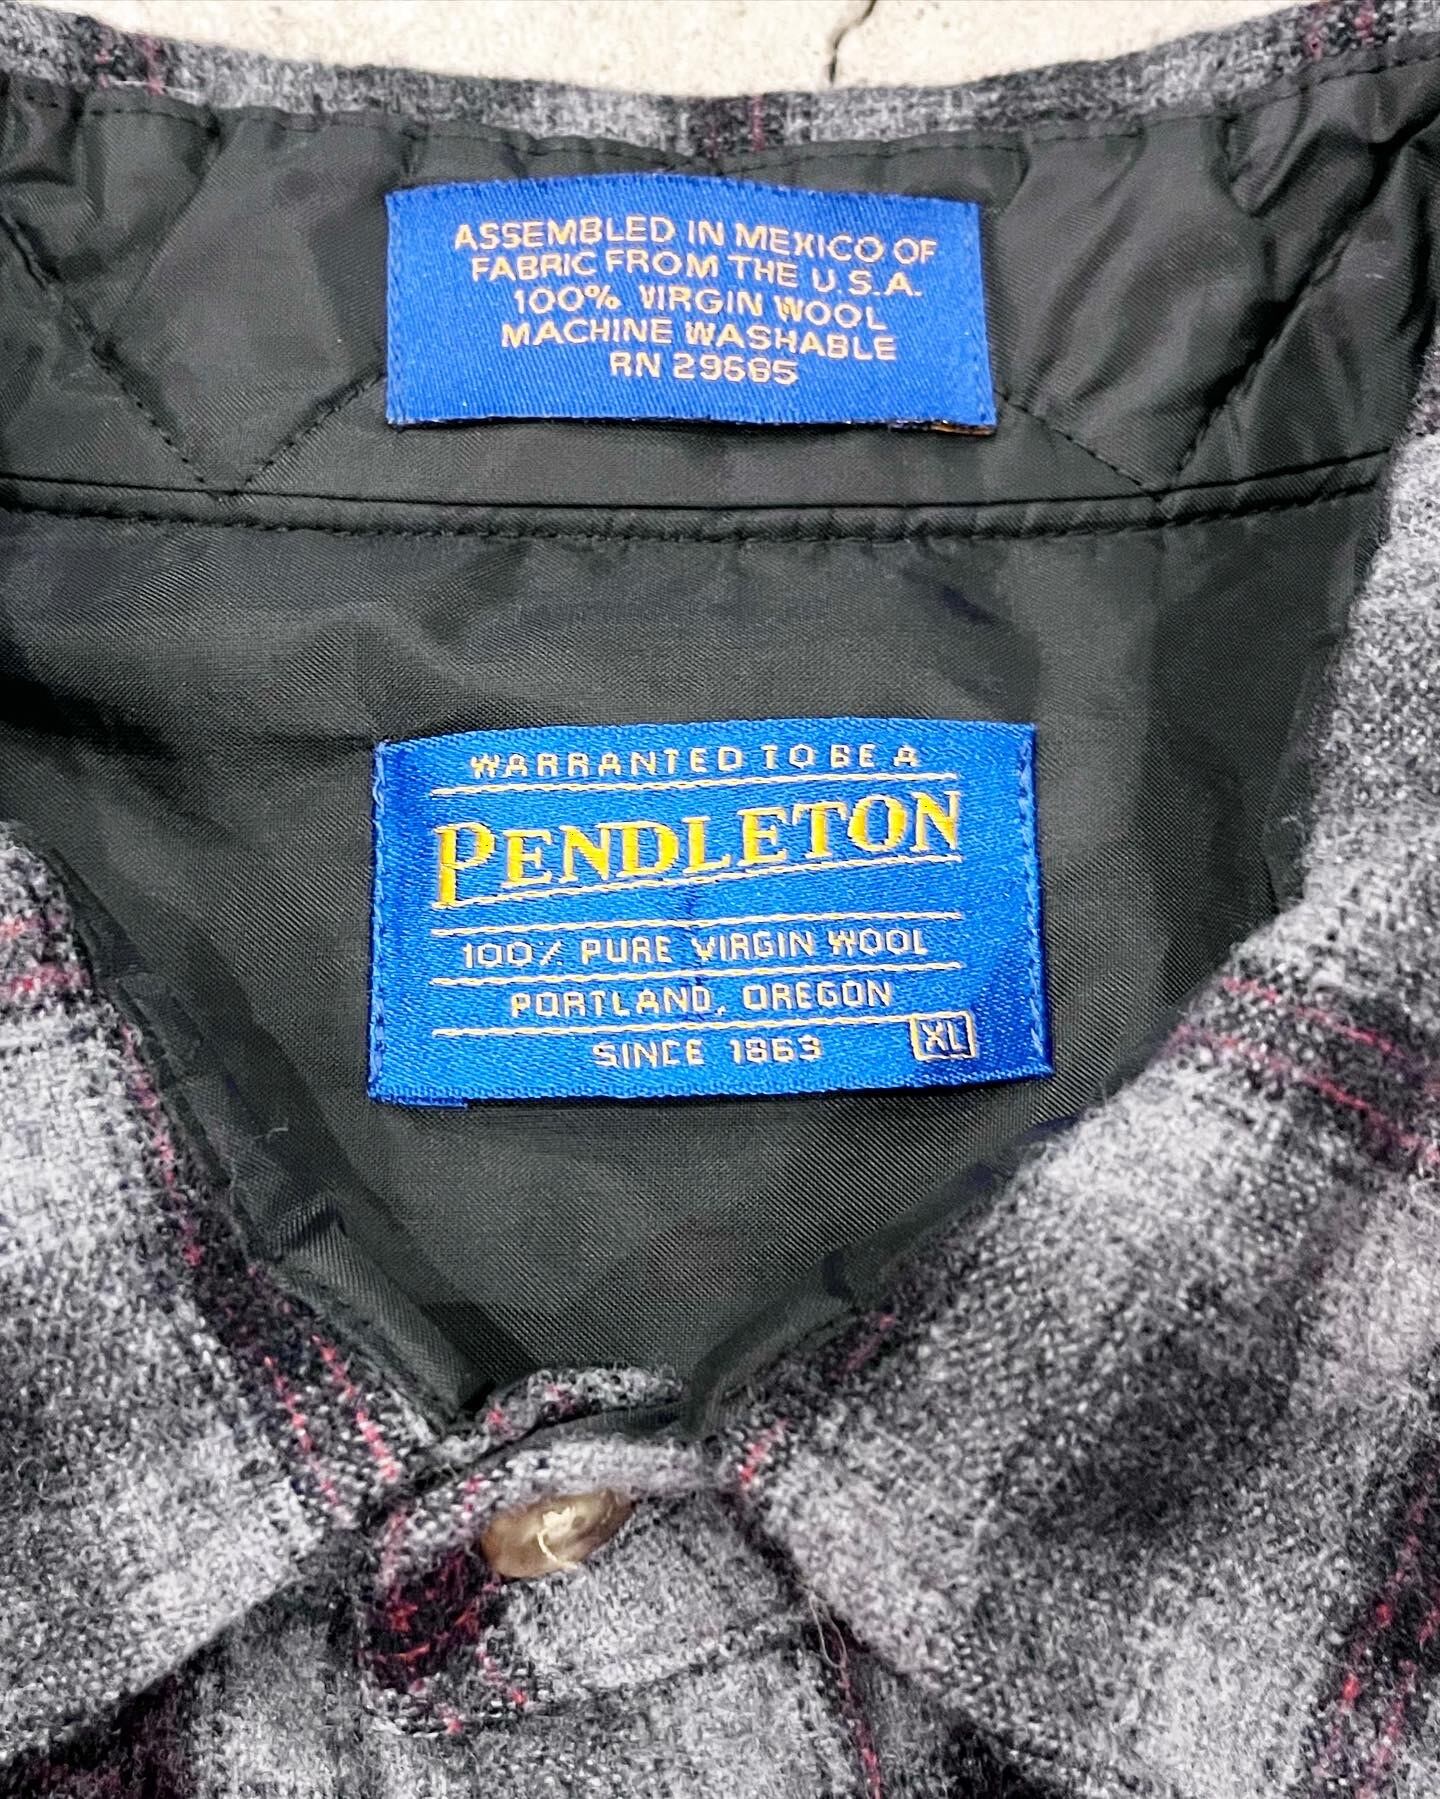 ASSEMBLED IN MEXICO OF
FABRIC FROM THE U.S.A.
100% VIRGIN WOOL
MACHINE WASHABLE
RN 29685
WARRANTED TO BE A
PENDLETON
100% PURE VIRGIN WOOL
PORTLAND, OREGON
SINCE 1863
XL